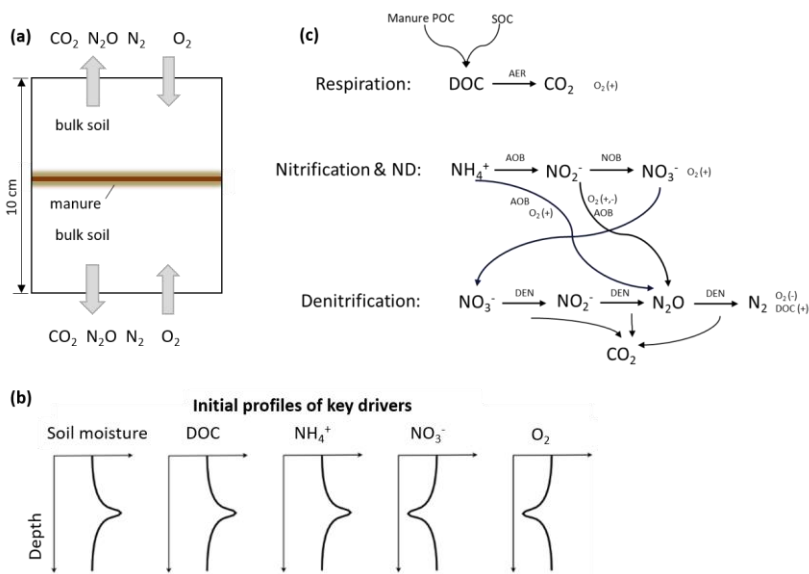 (a)
CO₂ N₂O N₂ O₂
bulk soil
10 cm
manure
bulk soil
CO₂ N₂O N₂ O₂
(c)
Manure POC SOC
Respiration: DOC AER CO₂ O₂ (+)
Nitrification & ND: NH₄⁺ AOB NO₂⁻ NOB NO₃⁻ O₂ (+)
AOB O₂ (+,-)
O₂ (+) AOB
Denitrification: NO₃⁻ DEN NO₂⁻ DEN N₂O DEN N₂ O₂ (-)
DOC (+)
CO₂
(b)
Initial profiles of key drivers
Soil moisture DOC NH₄⁺ NO₃⁻ O₂
Depth